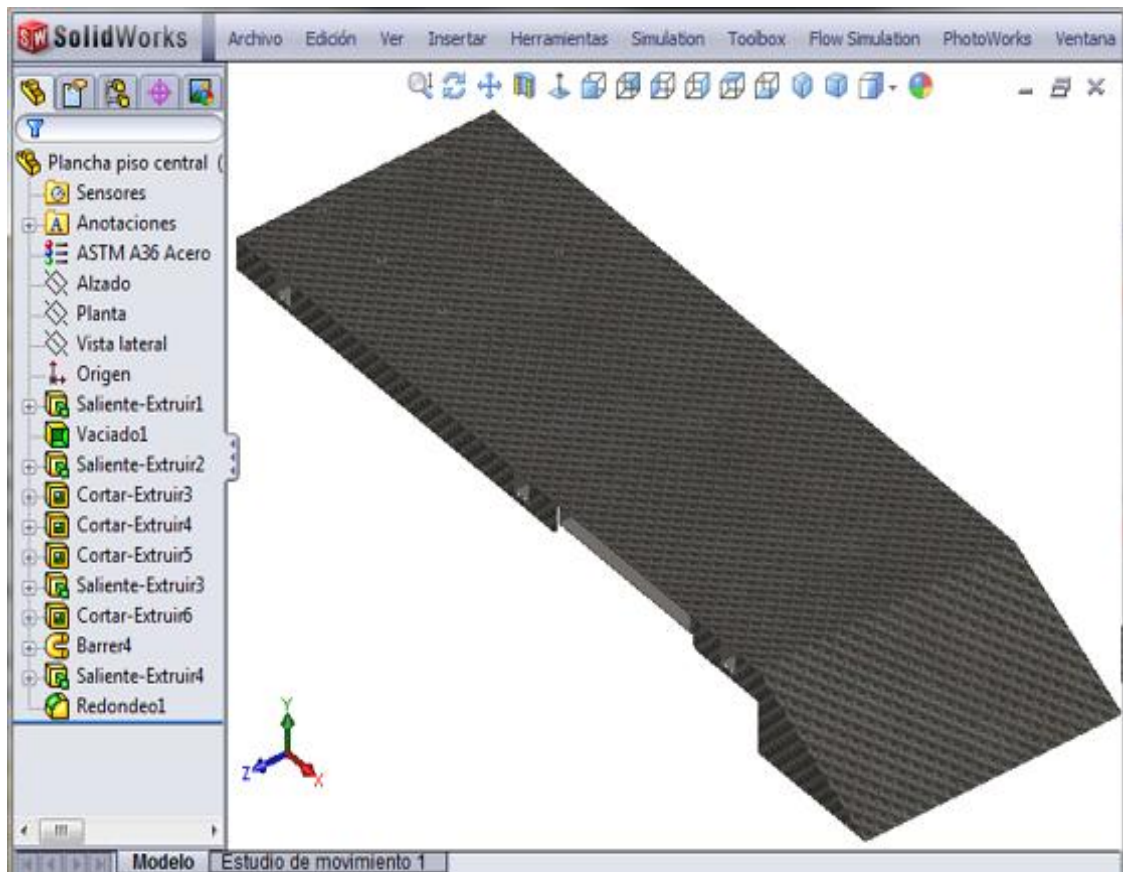 SolidWorks Archivo Edición Ver Insertar Herramientas Simulation Toolbox Flow Simulation PhotoWorks Ventana
Plancha piso central (
Sensores
Anotaciones
ASTM A36 Acero
Alzado
Planta
Vista lateral
Origen
Saliente-Extruir1
Vaciado1
Saliente-Extruir2
Cortar-Extruir3
Cortar-Extruir4
Cortar-Extruir5
Saliente-Extruir3
Cortar-Extruir6
Barrer4
Saliente-Extruir4
Redondeo1
Y
Z
X
Modelo Estudio de movimiento 1